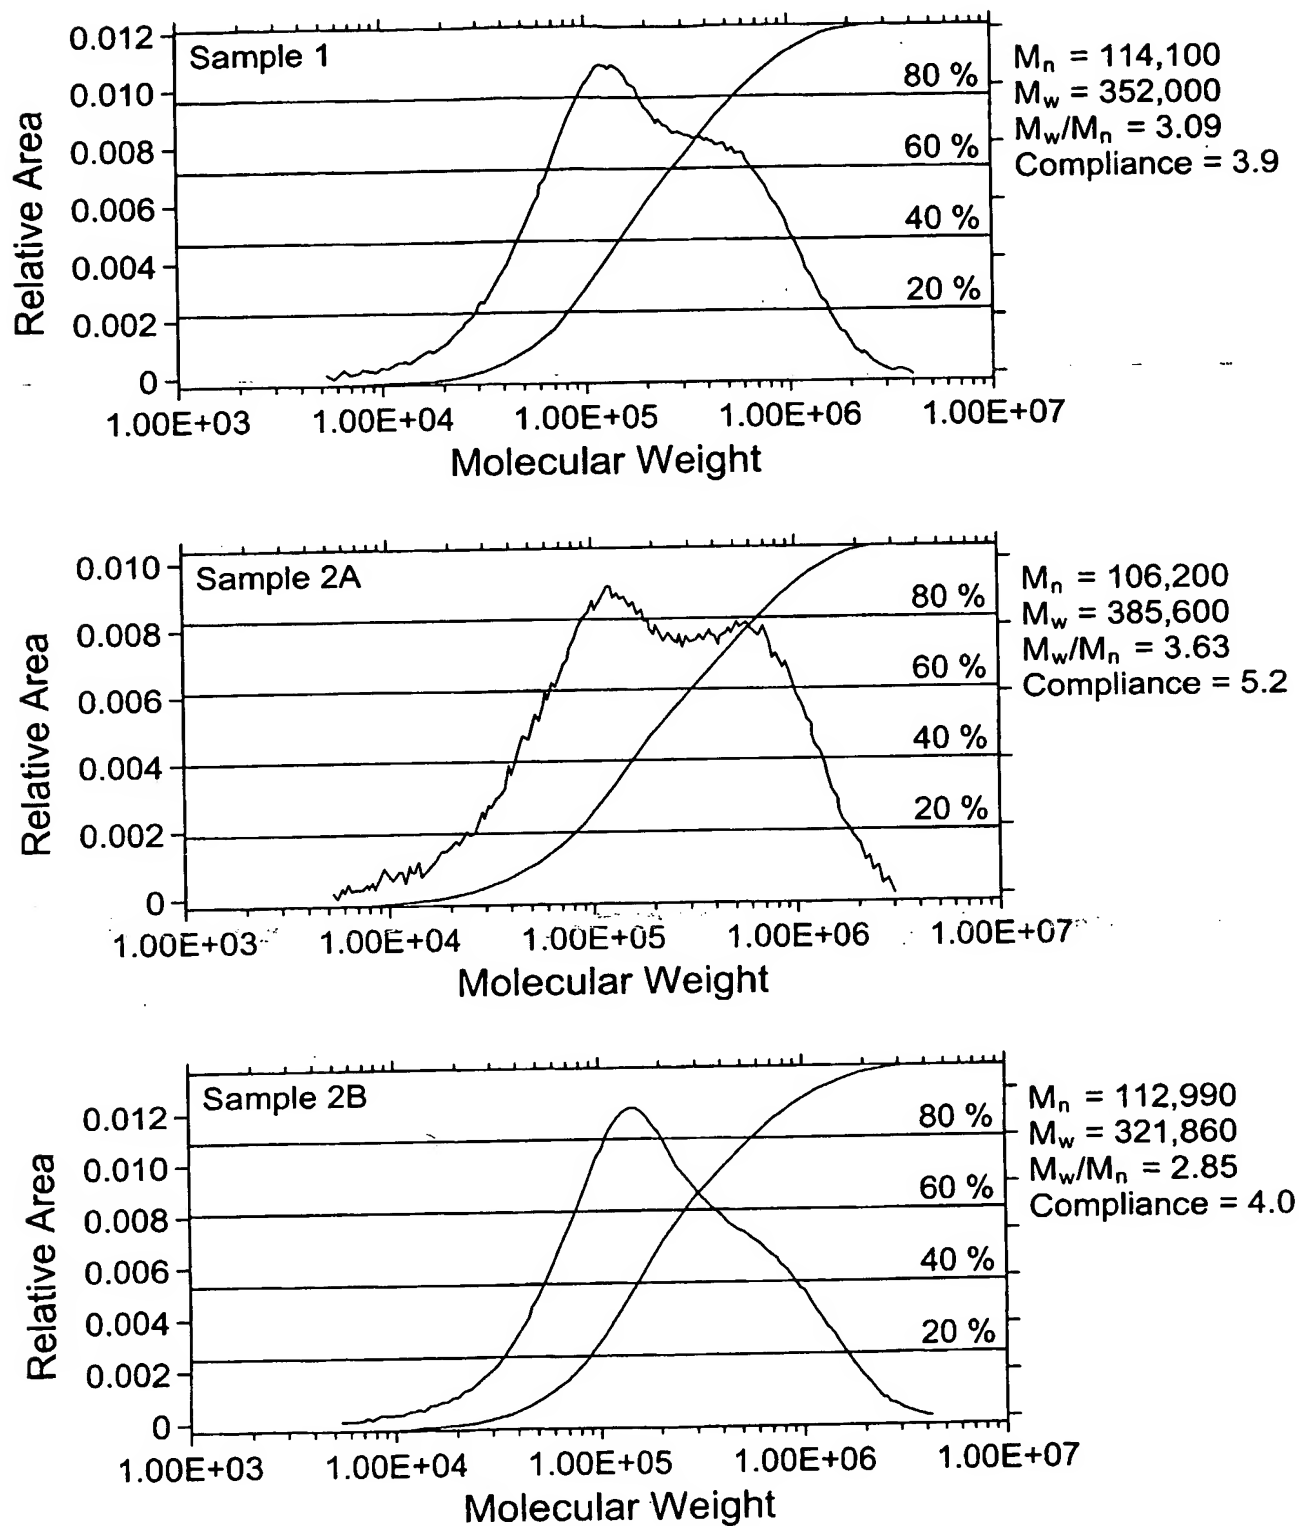 Sample 1
0.012
0.010
0.008
0.006
0.004
0.002
0
Relative Area
80 %
60 %
40 %
20 %
Mn = 114,100
Mw = 352,000
Mw/Mn = 3.09
Compliance = 3.9
1.00E+03 1.00E+04 1.00E+05 1.00E+06 1.00E+07
Molecular Weight
Sample 2A
0.010
0.008
0.006
0.004
0.002
0
Relative Area
80 %
60 %
40 %
20 %
Mn = 106,200
Mw = 385,600
Mw/Mn = 3.63
Compliance = 5.2
1.00E+03 1.00E+04 1.00E+05 1.00E+06 1.00E+07
Molecular Weight
Sample 2B
0.012
0.010
0.008
0.006
0.004
0.002
0
Relative Area
80 %
60 %
40 %
20 %
Mn = 112,990
Mw = 321,860
Mw/Mn = 2.85
Compliance = 4.0
1.00E+03 1.00E+04 1.00E+05 1.00E+06 1.00E+07
Molecular Weight